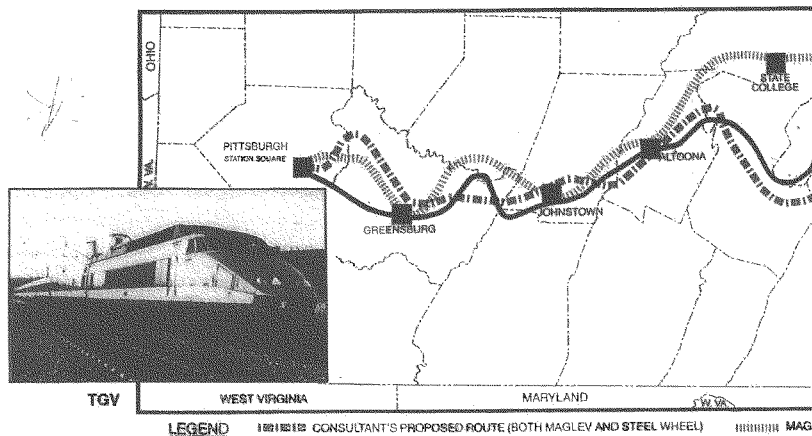 OHIO
W. VA
PITTSBURGH
STATION SQUARE
GREENSBURG
JOHNSTOWN
ALTOONA
STATE
COLLEGE
TGV
WEST VIRGINIA
MARYLAND
W. VA
LEGEND
CONSULTANT'S PROPOSED ROUTE (BOTH MAGLEV AND STEEL WHEEL)
MAG